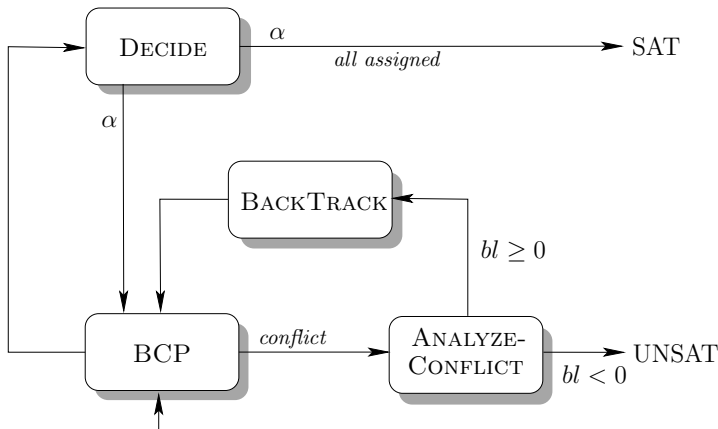 DECIDE
α
all assigned
SAT
α
BACKTRACK
bl ≥ 0
BCP
conflict
ANALYZE-
CONFLICT
bl < 0
UNSAT